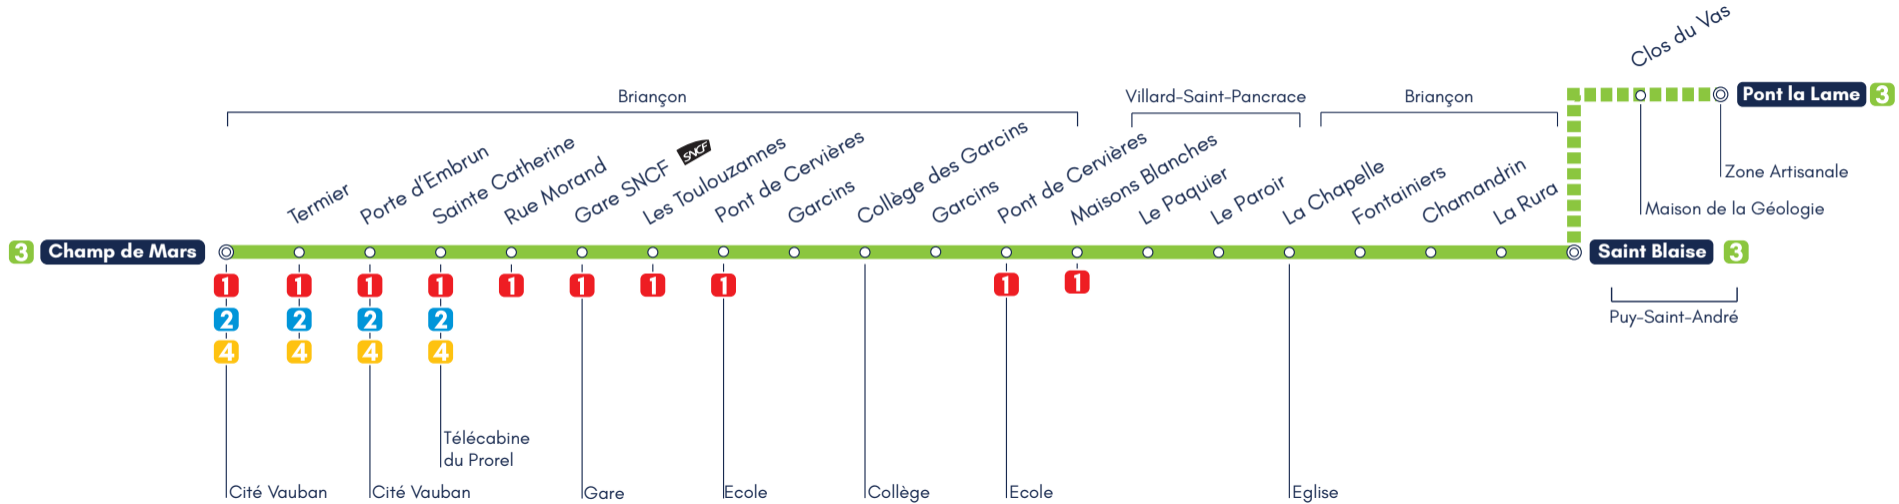 Clos du Vas
Briançon
Villard-Saint-Pancrace
Briançon
Pont la Lame 3
Termier
Porte d'Embrun
Sainte Catherine
Rue Morand
Gare SNCF SNCF
Les Toulouzannes
Pont de Cervières
Garcins
Collège des Garcins
Garcins
Pont de Cervières
Maisons Blanches
Le Paquier
Le Paroir
La Chapelle
Fontainiers
Chamandrin
La Rura
Zone Artisanale
Maison de la Géologie
3 Champ de Mars
Saint Blaise 3
1 1 1 1 1 1 1 1 1 1
2 2 2 2
4 4 4 4
Puy-Saint-André
Télécabine
du Prorel
Cité Vauban
Cité Vauban
Gare
Ecole
Collège
Ecole
Eglise